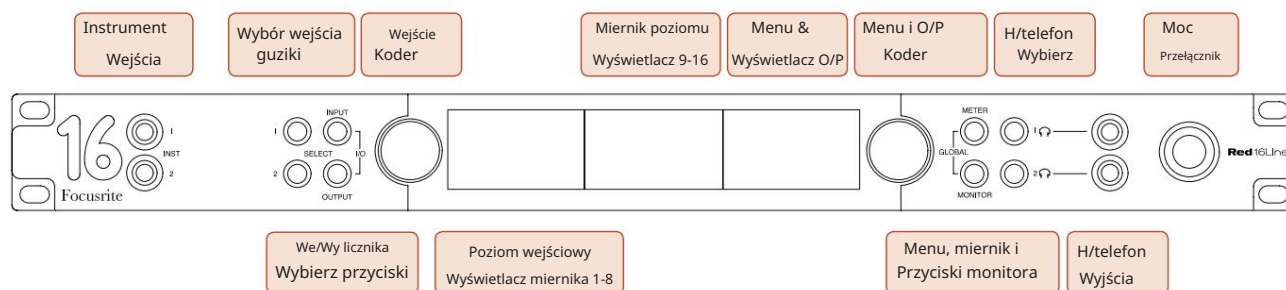 Instrument
Wejścia
Wybór wejścia
guziki
Wejście
Koder
Miernik poziomu
Wyświetlacz 9-16
Menu &
Wyświetlacz O/P
Menu i O/P
Koder
H/telefon
Wybierz
Moc
Przełącznik
16
Focusrite
1
INST
2
INPUT
1
SELECT
I/O
2
OUTPUT
METER
1
GLOBAL
2
MONITOR
Red 16Line
We/Wy licznika
Wybierz przyciski
Poziom wejściowy
Wyświetlacz miernika 1-8
Menu, miernik i
Przyciski monitora
H/telefon
Wyjścia